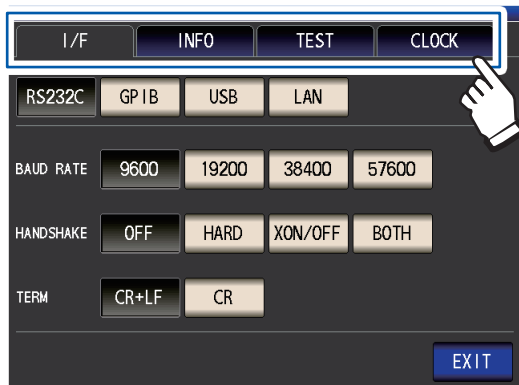 I/F INFO TEST CLOCK
RS232C GPIB USB LAN
BAUD RATE 9600 19200 38400 57600
HANDSHAKE OFF HARD XON/OFF BOTH
TERM CR+LF CR
EXIT